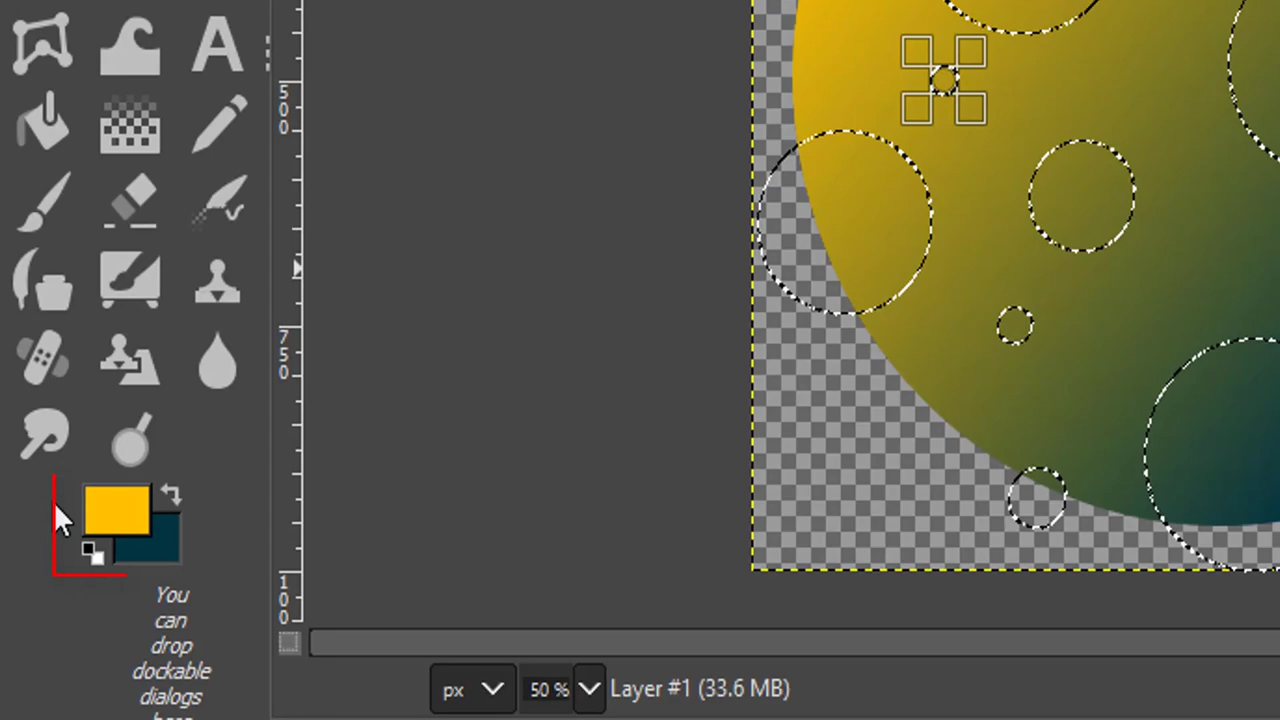 A
500
750
100
You
can
drop
dockable
dialogs
px
50 %
Layer #1 (33.6 MB)